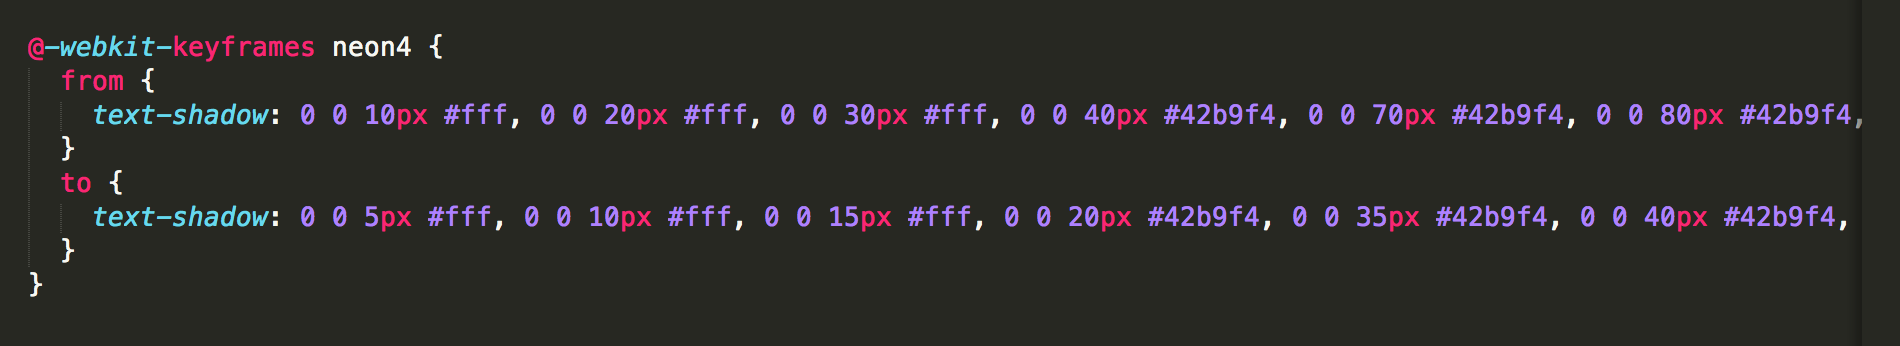 @-webkit-keyframes neon4 {
from {
text-shadow: 0 0 10px #fff, 0 0 20px #fff, 0 0 30px #fff, 0 0 40px #42b9f4, 0 0 70px #42b9f4, 0 0 80px #42b9f4,
}
to {
text-shadow: 0 0 5px #fff, 0 0 10px #fff, 0 0 15px #fff, 0 0 20px #42b9f4, 0 0 35px #42b9f4, 0 0 40px #42b9f4,
}
}